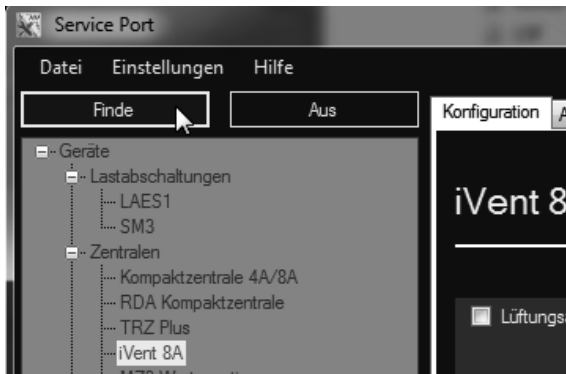 Service Port
Datei Einstellungen Hilfe
Finde Aus
Konfiguration
Geräte
Lastabschaltungen
LAES1
SM3
Zentralen
Kompaktzentrale 4A/8A
RDA Kompaktzentrale
TRZ Plus
iVent 8A
iVent 8